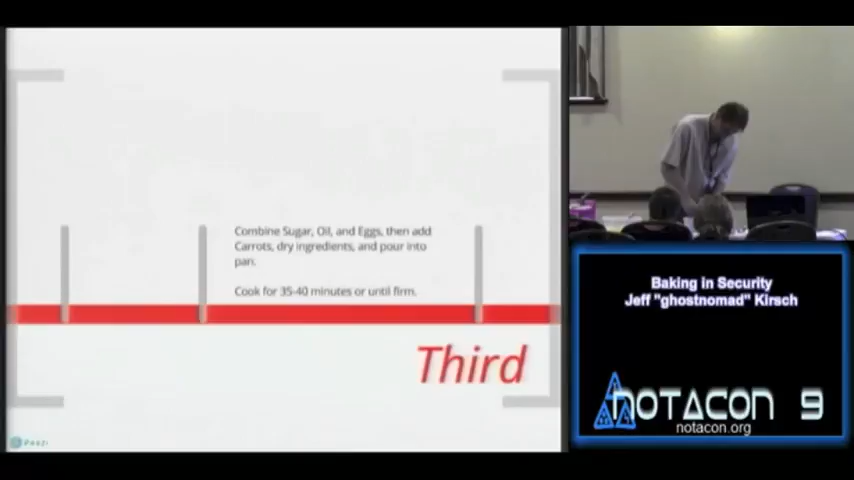 Combine Sugar, Oil, and Eggs, then add
Carrots, dry ingredients, and pour into
pan.
Cook for 35-40 minutes or until firm.
Third
Prezi
Baking in Security
Jeff "ghostnomad" Kirsch
NOTACON 9
notacon.org